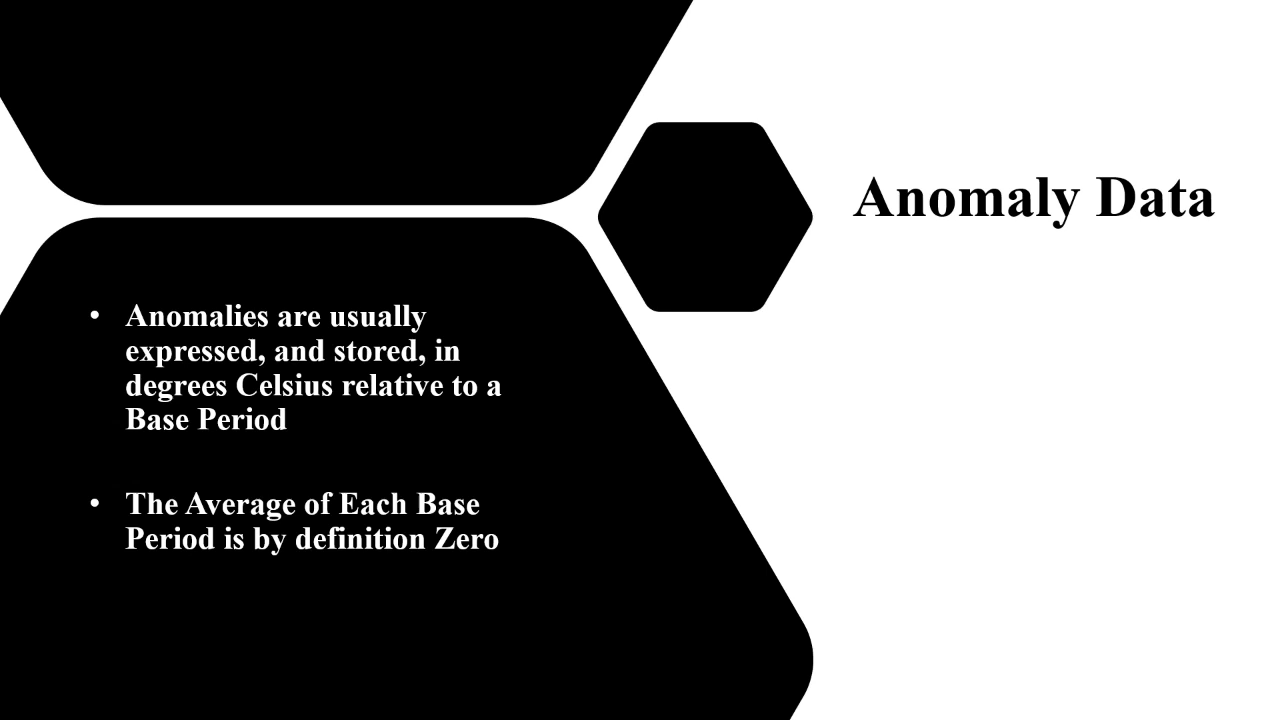 Anomaly Data
• Anomalies are usually
expressed, and stored, in
degrees Celsius relative to a
Base Period
• The Average of Each Base
Period is by definition Zero